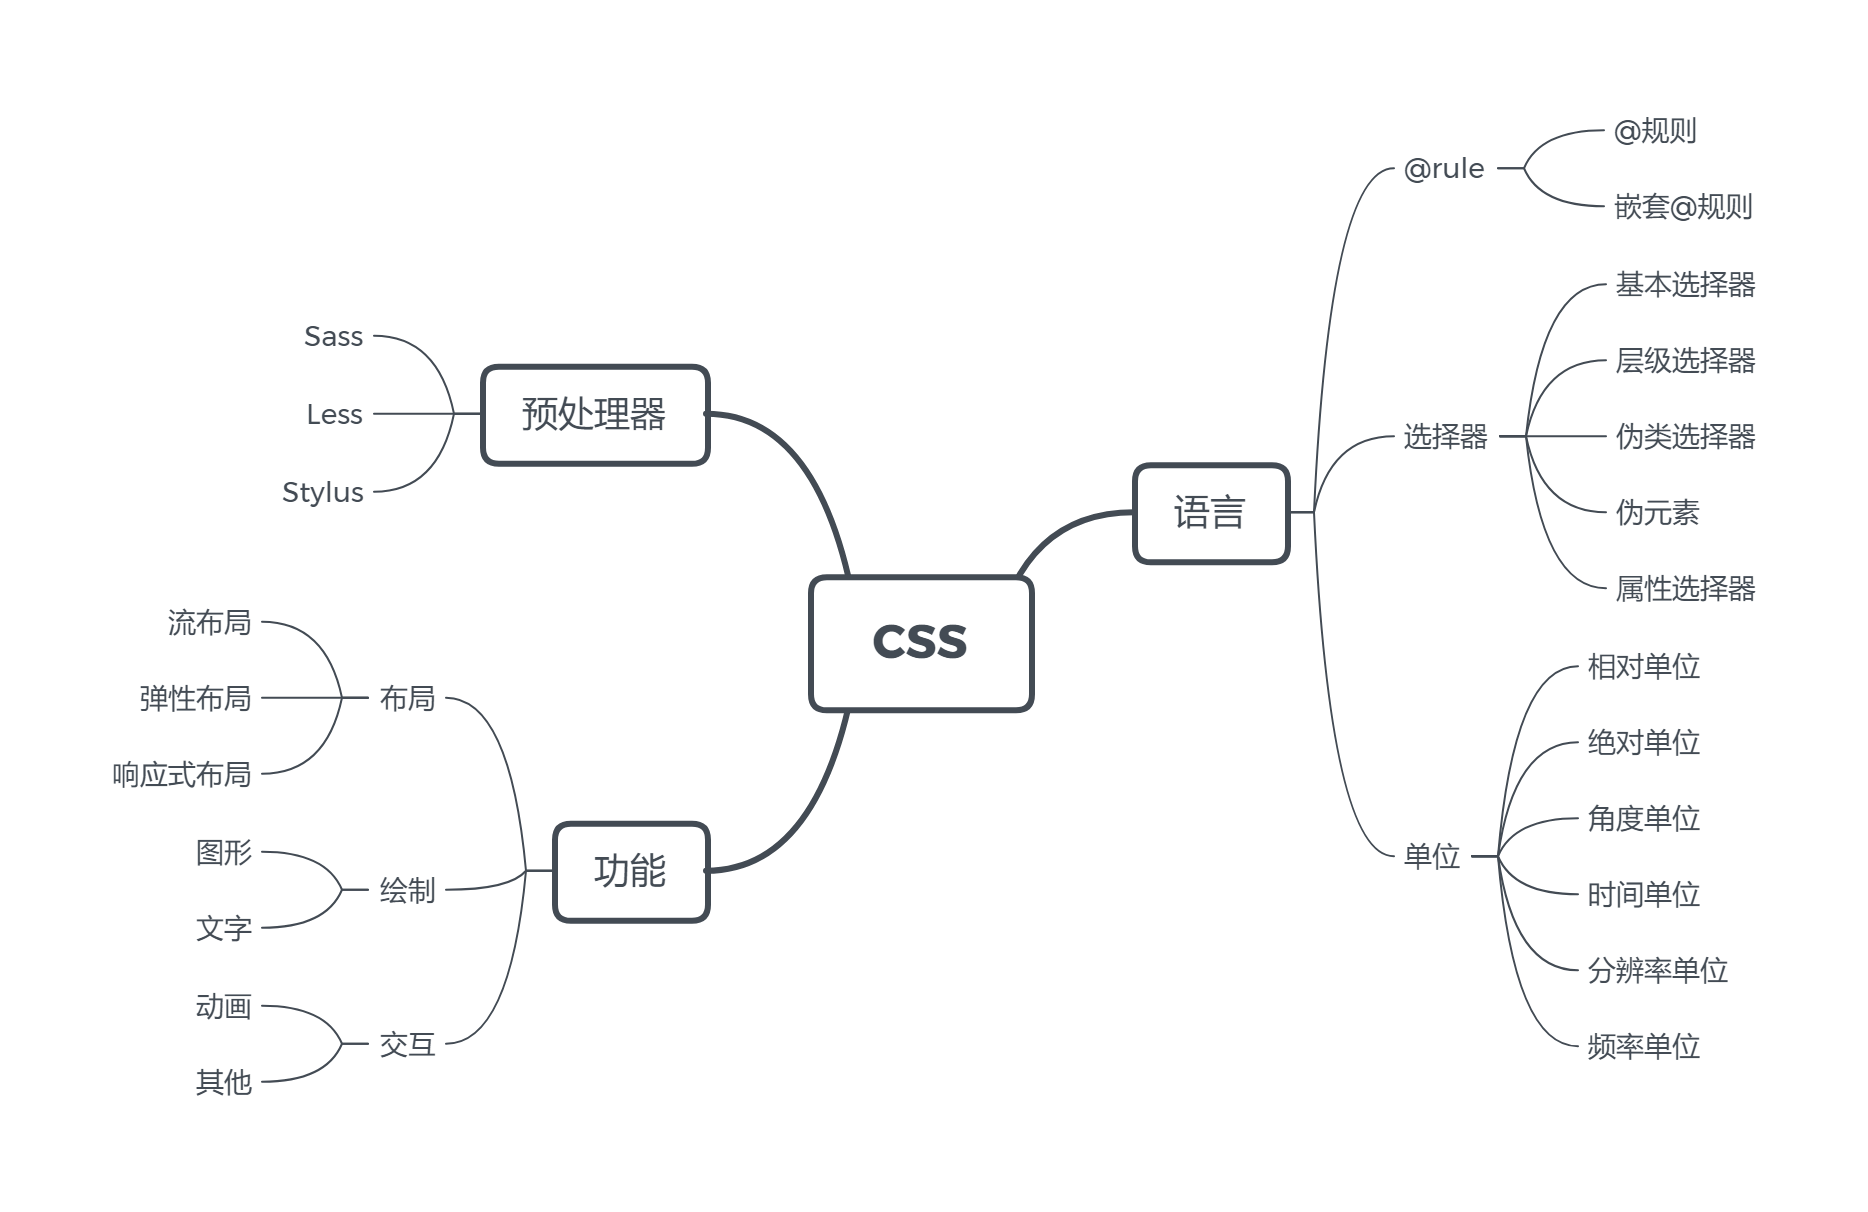 CSS
语言
@rule
@规则
嵌套@规则
选择器
基本选择器
层级选择器
伪类选择器
伪元素
属性选择器
单位
相对单位
绝对单位
角度单位
时间单位
分辨率单位
频率单位
预处理器
Sass
Less
Stylus
功能
布局
流布局
弹性布局
响应式布局
绘制
图形
文字
交互
动画
其他